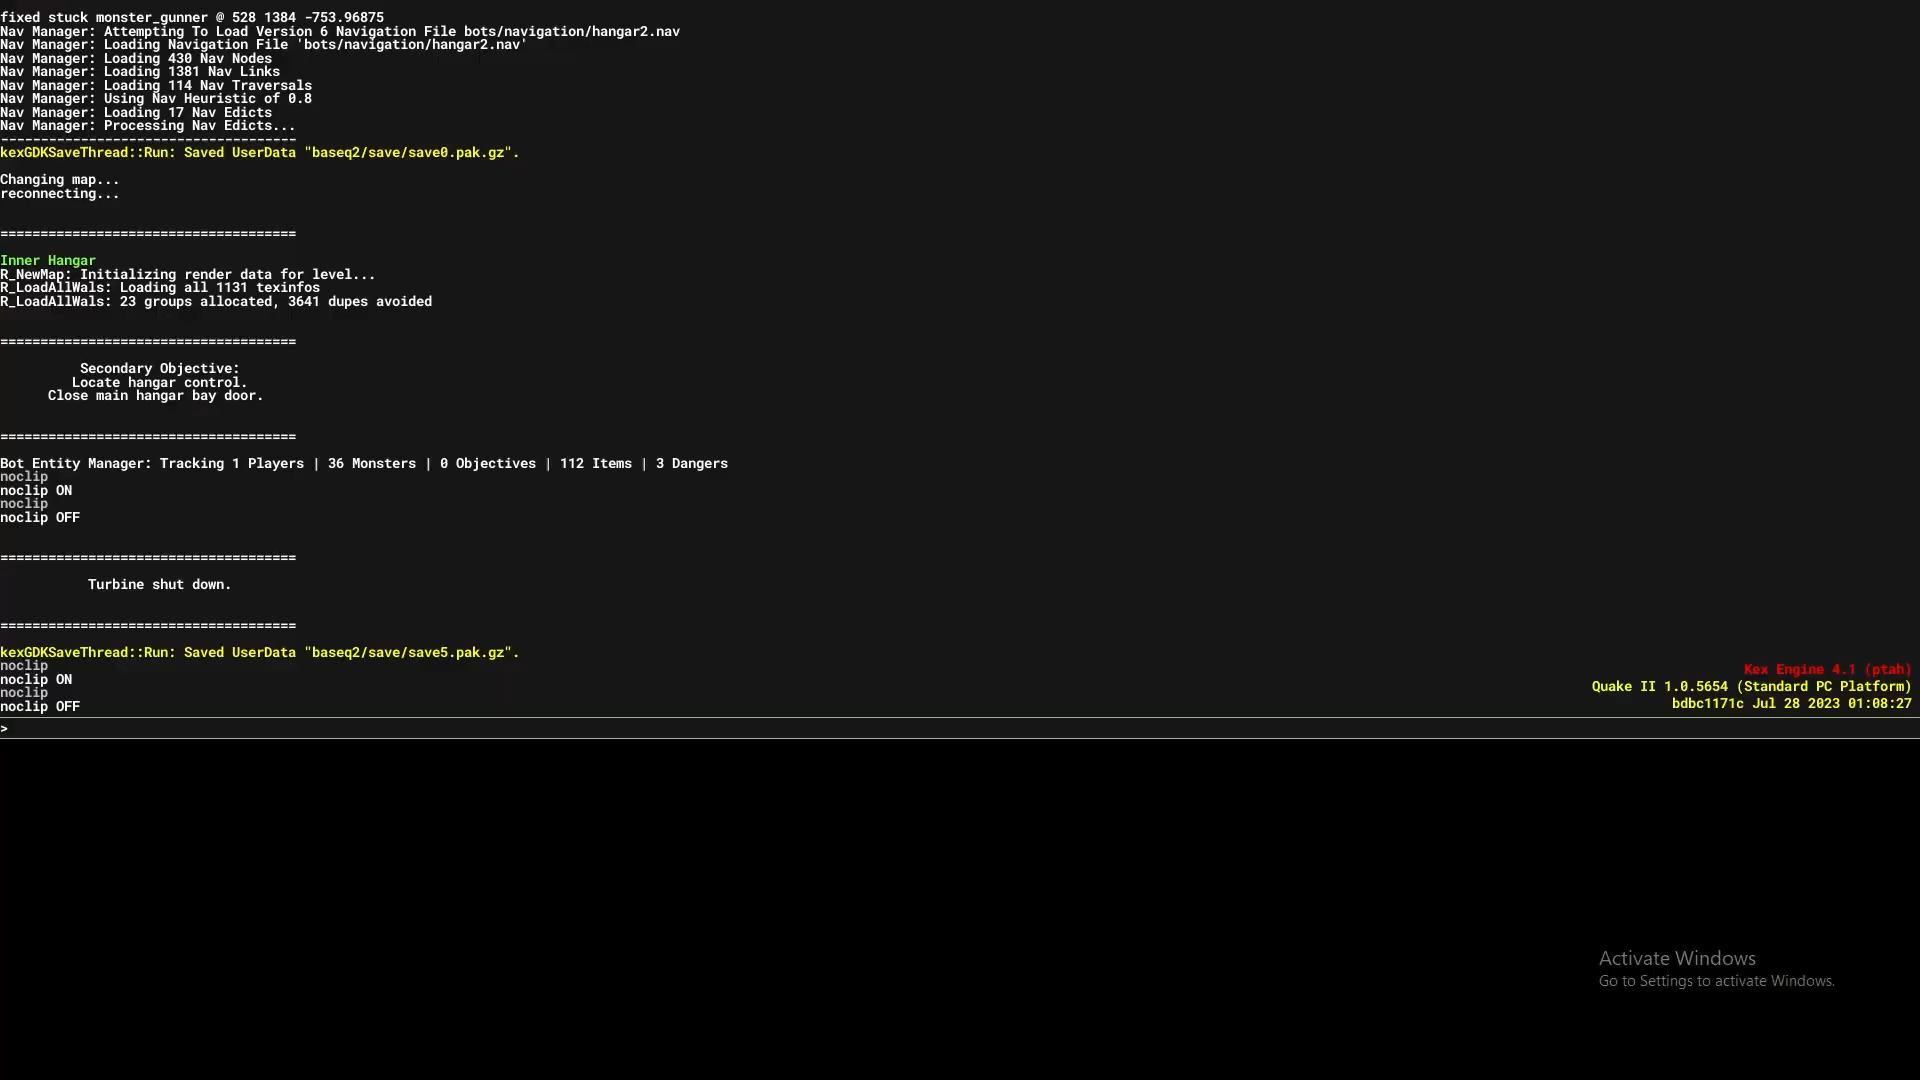 fixed stuck monster_gunner @ 528 1384 -753.96875
Nav Manager: Attempting To Load Version 6 Navigation File bots/navigation/hangar2.nav
Nav Manager: Loading Navigation File 'bots/navigation/hangar2.nav'
Nav Manager: Loading 430 Nav Nodes
Nav Manager: Loading 1381 Nav Links
Nav Manager: Loading 114 Nav Traversals
Nav Manager: Using Nav Heuristic of 0.8
Nav Manager: Loading 17 Nav Edicts
Nav Manager: Processing Nav Edicts...
-------------------------------------
kexGDKSaveThread::Run: Saved UserData "baseq2/save/save0.pak.gz".
Changing map...
reconnecting...
=====================================
Inner Hangar
R_NewMap: Initializing render data for level...
R_LoadAllWals: Loading all 1131 texinfos
R_LoadAllWals: 23 groups allocated, 3641 dupes avoided
=====================================
Secondary Objective:
Locate hangar control.
Close main hangar bay door.
=====================================
Bot Entity Manager: Tracking 1 Players | 36 Monsters | 0 Objectives | 112 Items | 3 Dangers
noclip
noclip ON
noclip
noclip OFF
=====================================
Turbine shut down.
=====================================
kexGDKSaveThread::Run: Saved UserData "baseq2/save/save5.pak.gz".
noclip
noclip ON
noclip
noclip OFF
Kex Engine 4.1 (ptah)
Quake II 1.0.5654 (Standard PC Platform)
bdbc1171c Jul 28 2023 01:08:27
>
Activate Windows
Go to Settings to activate Windows.